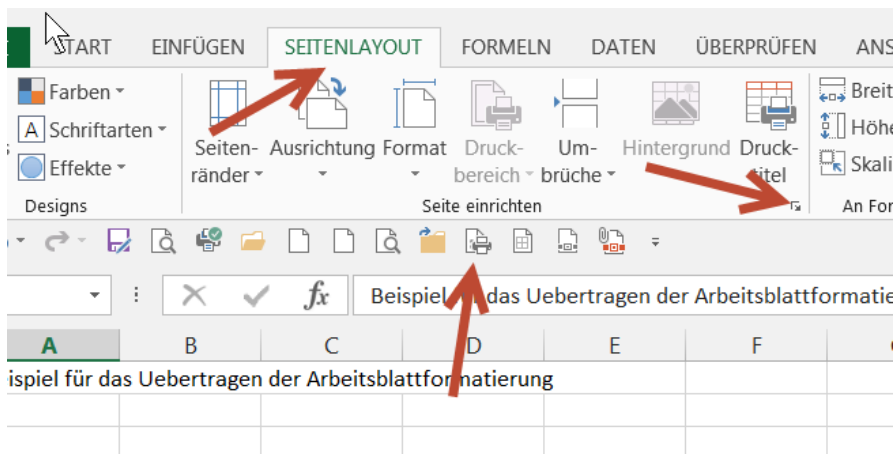 START EINFÜGEN SEITENLAYOUT FORMELN DATEN ÜBERPRÜFEN ANS
Farben
A Schriftarten
Effekte
Designs
Seiten-
ränder
Ausrichtung
Format
Druck-
bereich
Um-
brüche
Hintergrund
Druck-
titel
Seite einrichten
Breit
Höhe
Skali
An For
fx Beispiel das Uebertragen der Arbeitsblattformatie
A B C D E F
ispiel für das Uebertragen der Arbeitsblattformatierung